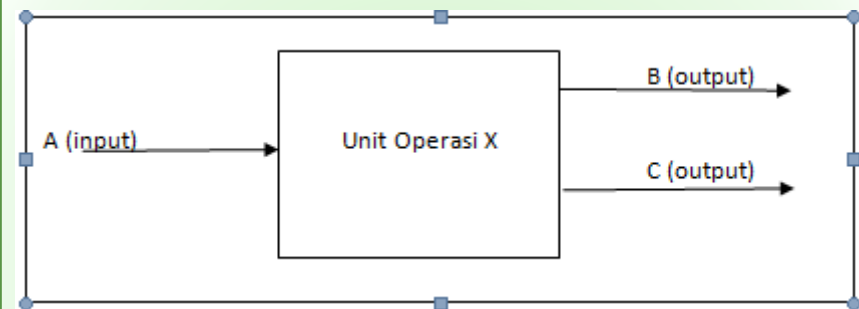 B (output)
A (input)
Unit Operasi X
C (output)